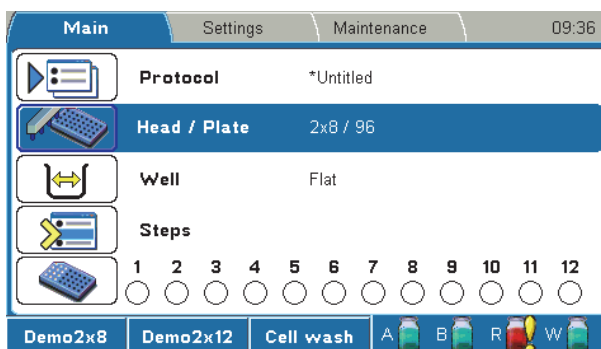 Main Settings Maintenance 09:36
Protocol *Untitled
Head / Plate 2x8 / 96
Well Flat
Steps
1 2 3 4 5 6 7 8 9 10 11 12
Demo2x8 Demo2x12 Cell wash A B R W